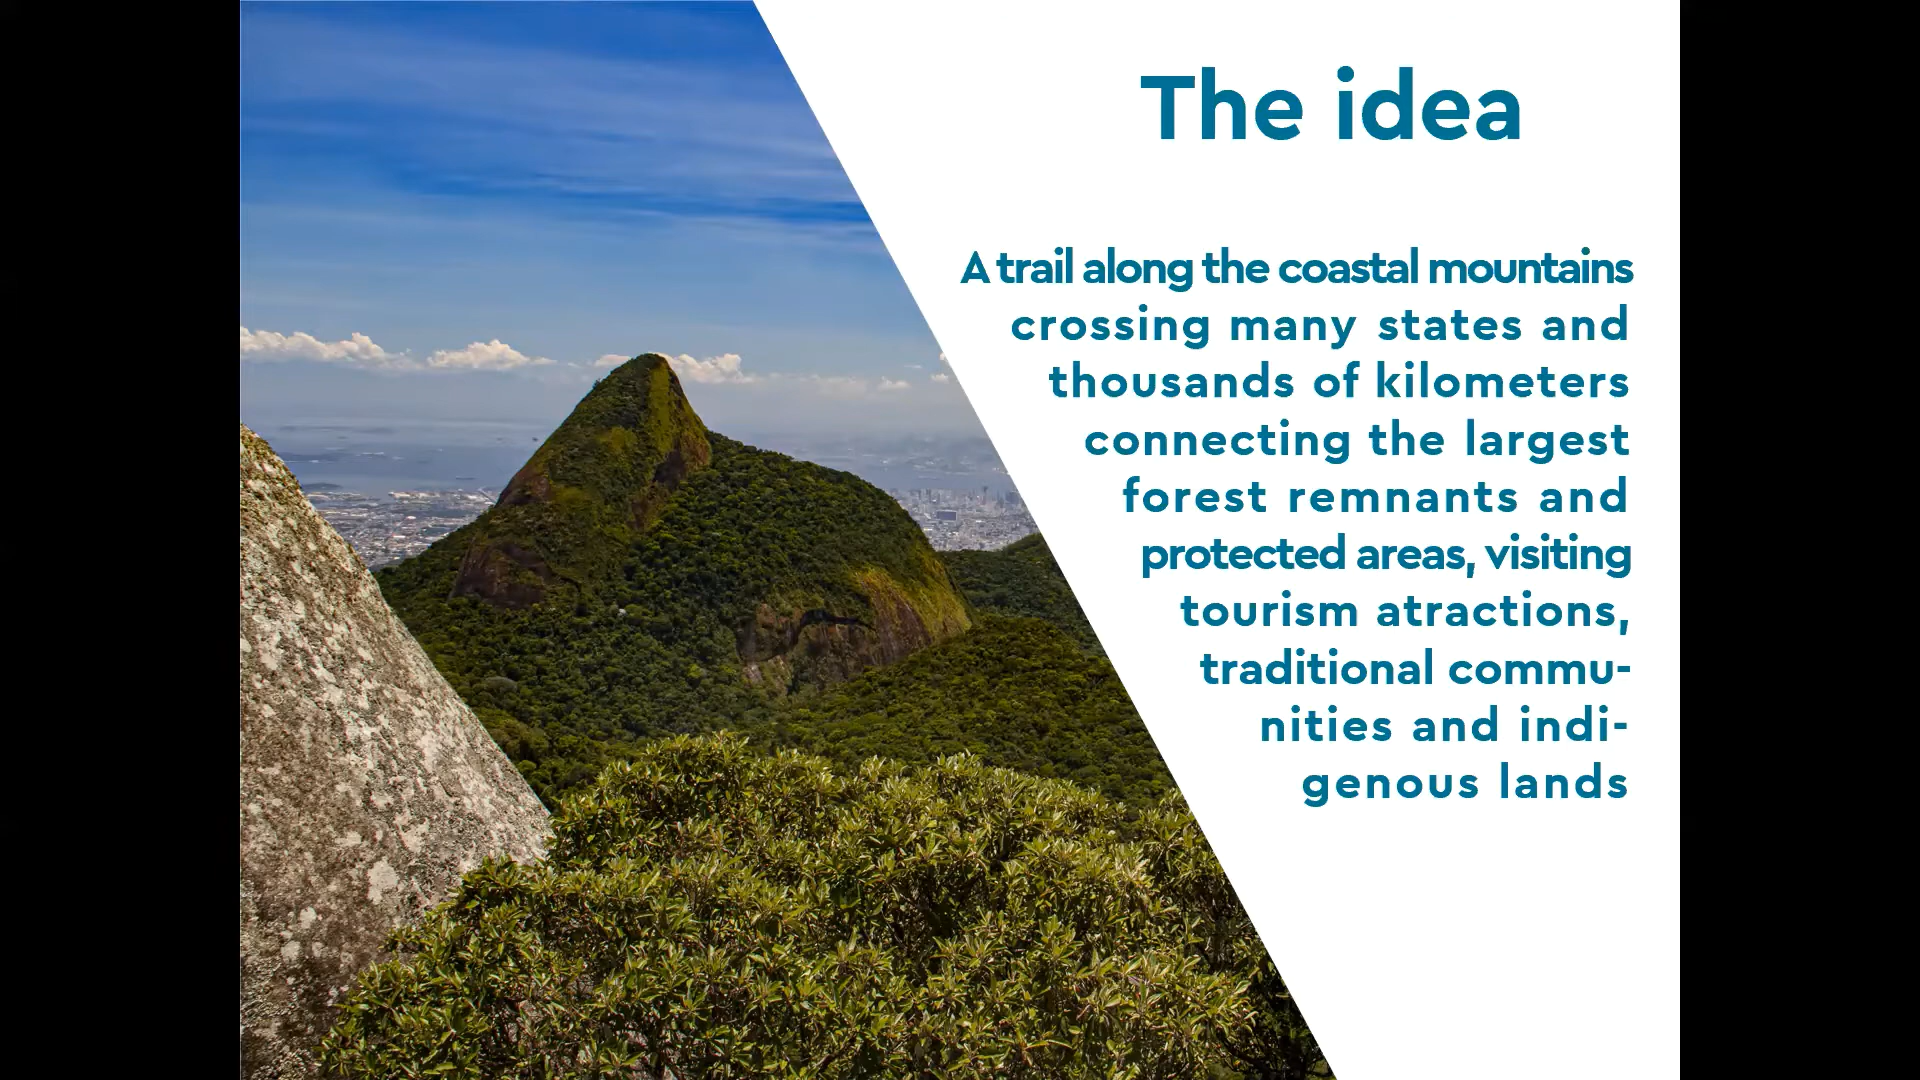 The idea
A trail along the coastal mountains
crossing many states and
thousands of kilometers
connecting the largest
forest remnants and
protected areas, visiting
tourism atractions,
traditional commu-
nities and indi-
genous lands